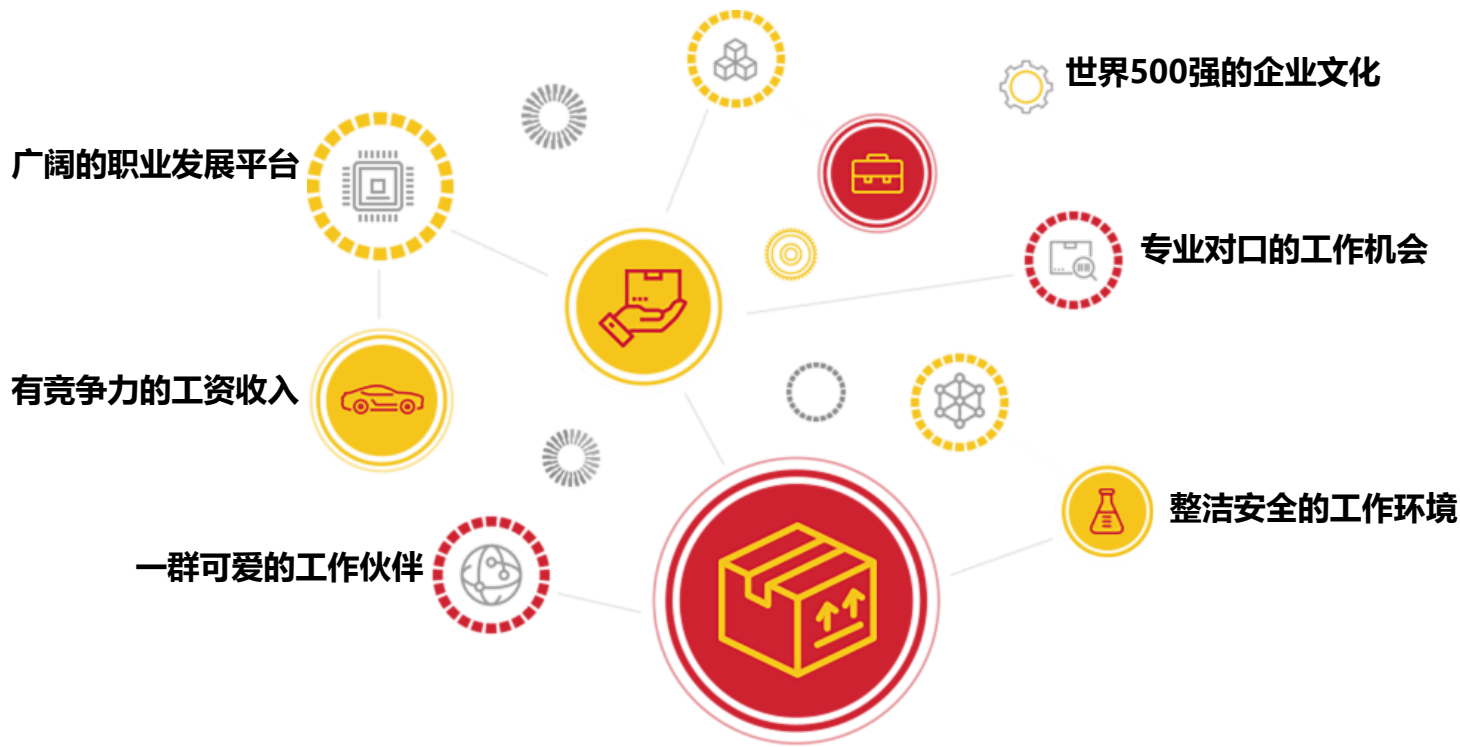 世界500强的企业文化
广阔的职业发展平台
专业对口的工作机会
有竞争力的工资收入
整洁安全的工作环境
一群可爱的工作伙伴